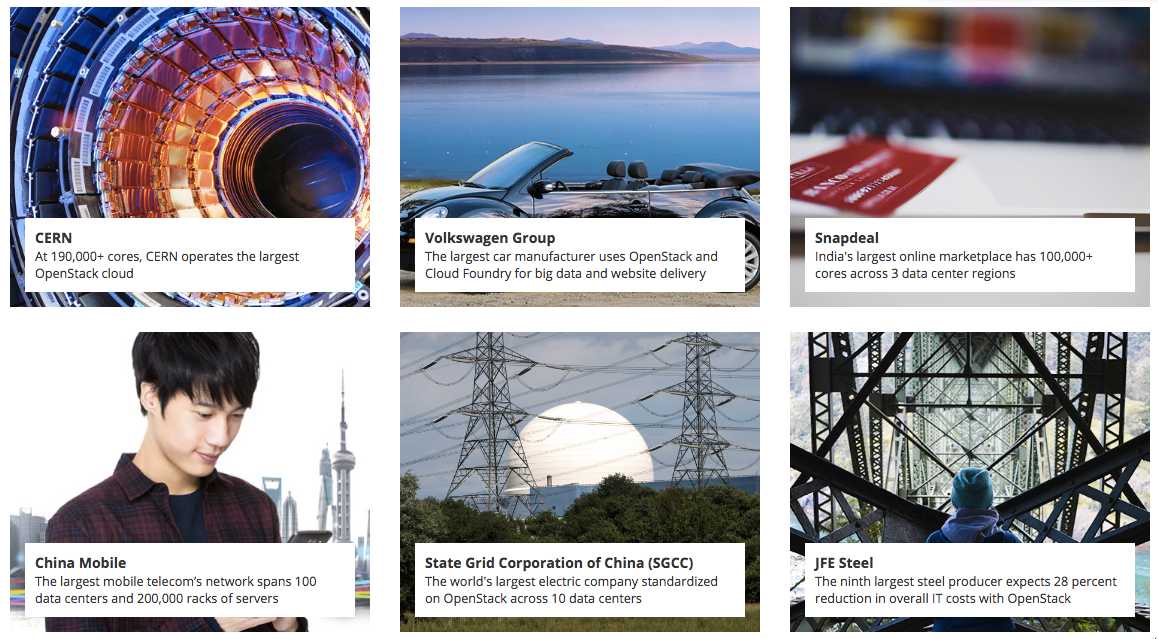 CERN
At 190,000+ cores, CERN operates the largest
OpenStack cloud
Volkswagen Group
The largest car manufacturer uses OpenStack and
Cloud Foundry for big data and website delivery
Snapdeal
India's largest online marketplace has 100,000+
cores across 3 data center regions
China Mobile
The largest mobile telecom’s network spans 100
data centers and 200,000 racks of servers
State Grid Corporation of China (SGCC)
The world's largest electric company standardized
on OpenStack across 10 data centers
JFE Steel
The ninth largest steel producer expects 28 percent
reduction in overall IT costs with OpenStack